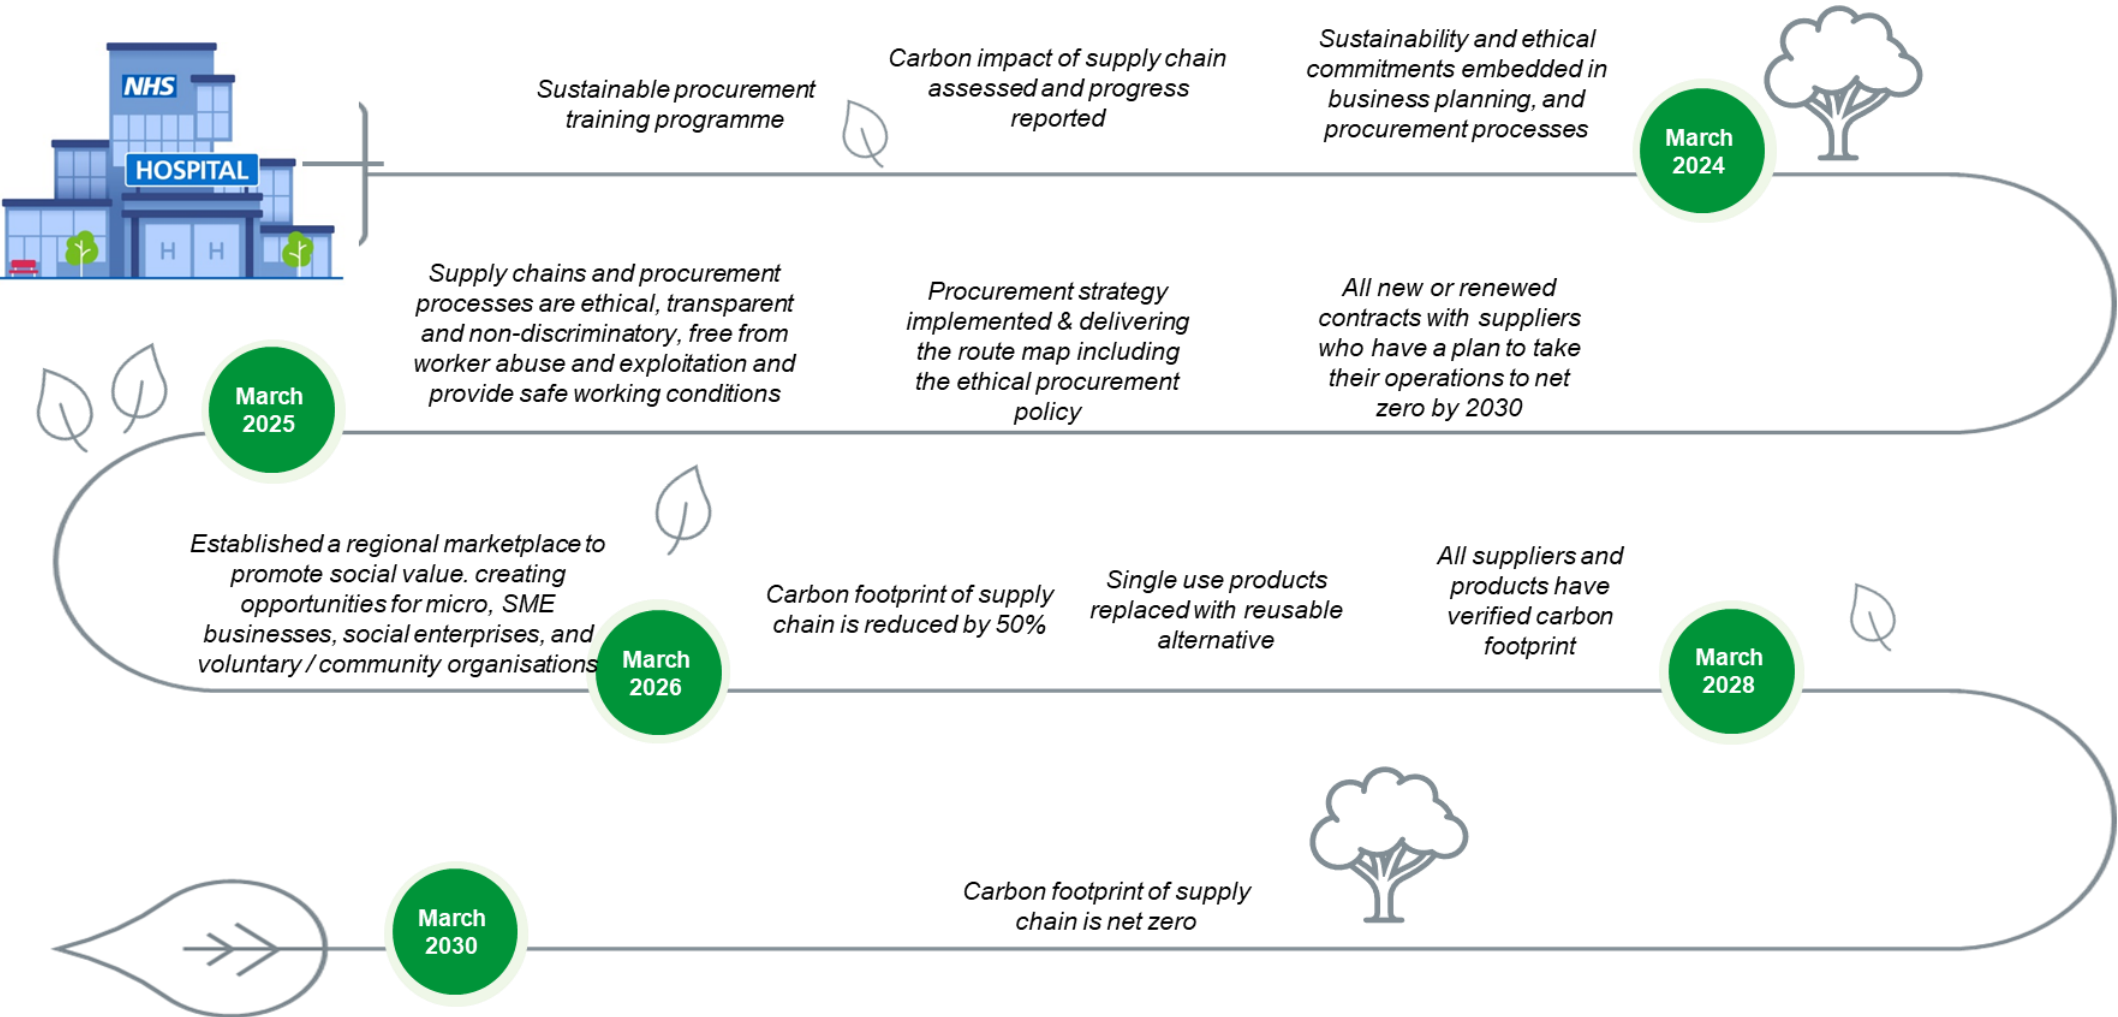 NHS
HOSPITAL
H H
Sustainable procurement
training programme
Carbon impact of supply chain
assessed and progress
reported
Sustainability and ethical
commitments embedded in
business planning, and
procurement processes
March
2024
All new or renewed
contracts with suppliers
who have a plan to take
their operations to net
zero by 2030
Procurement strategy
implemented & delivering
the route map including
the ethical procurement
policy
Supply chains and procurement
processes are ethical, transparent
and non-discriminatory, free from
worker abuse and exploitation and
provide safe working conditions
March
2025
Established a regional marketplace to
promote social value. creating
opportunities for micro, SME
businesses, social enterprises, and
voluntary / community organisations
March
2026
Carbon footprint of supply
chain is reduced by 50%
Single use products
replaced with reusable
alternative
All suppliers and
products have
verified carbon
footprint
March
2028
Carbon footprint of supply
chain is net zero
March
2030